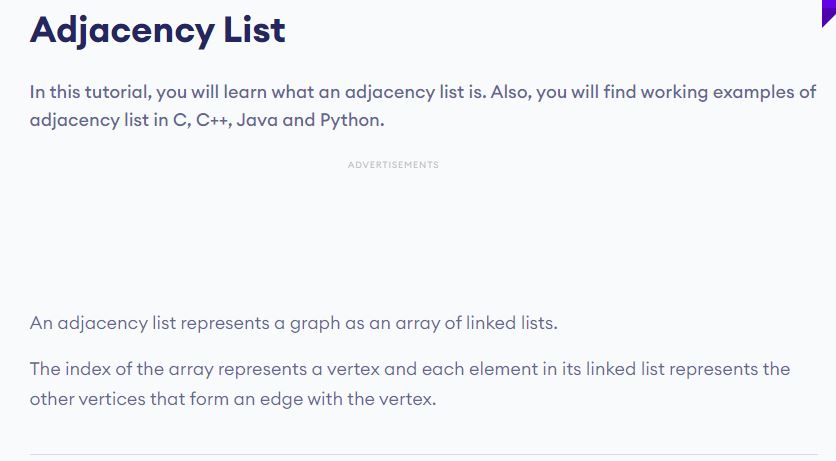 Adjacency List
In this tutorial, you will learn what an adjacency list is. Also, you will find working examples of
adjacency list in C, C++, Java and Python.
ADVERTISEMENTS
An adjacency list represents a graph as an array of linked lists.
The index of the array represents a vertex and each element in its linked list represents the
other vertices that form an edge with the vertex.